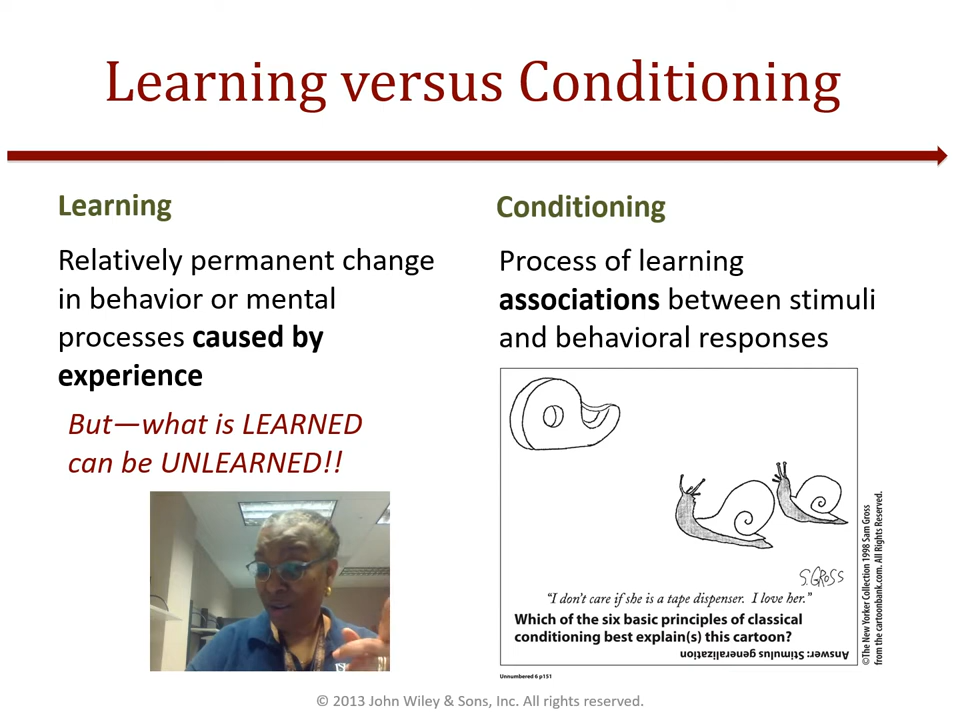 Learning versus Conditioning
Learning
Relatively permanent change
in behavior or mental
processes caused by
experience
But—what is LEARNED
can be UNLEARNED!!
Conditioning
Process of learning
associations between stimuli
and behavioral responses
S. GROSS
"I don't care if she is a tape dispenser. I love her."
Which of the six basic principles of classical
conditioning best explain(s) this cartoon?
Answer: Stimulus generalization
©The New Yorker Collection 1998 Sam Gross
from the cartoonbank.com. All Rights Reserved.
Unnumbered 6 p151
© 2013 John Wiley & Sons, Inc. All rights reserved.